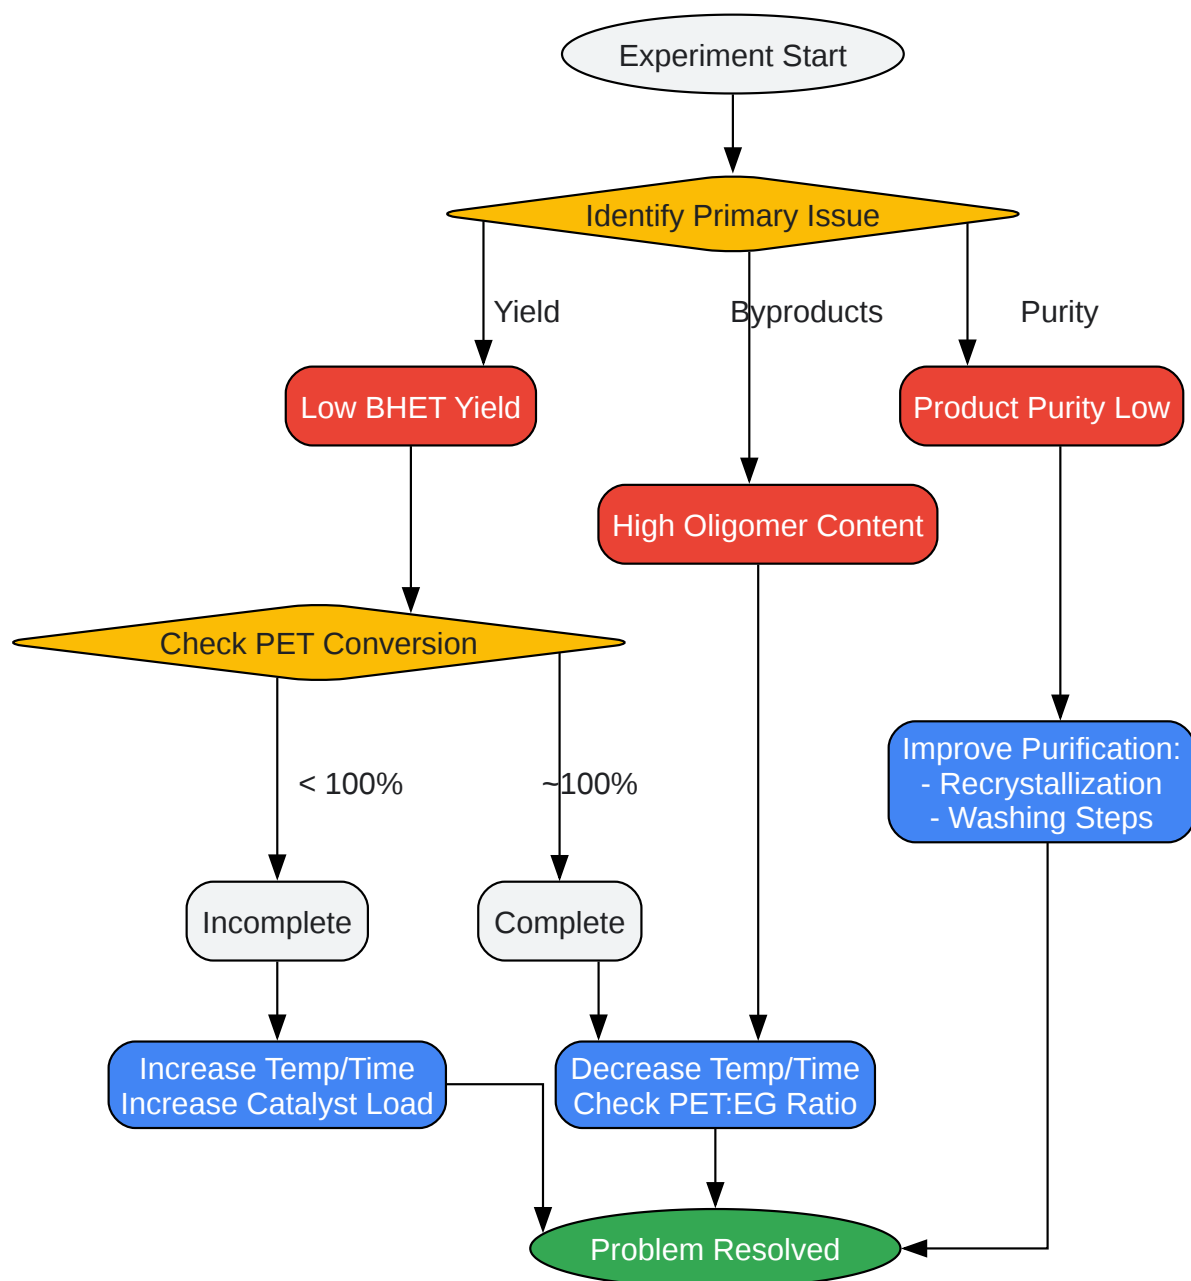 Experiment Start
Identify Primary Issue
Yield
Byproducts
Purity
Low BHET Yield
Product Purity Low
High Oligomer Content
Check PET Conversion
Improve Purification:
- Recrystallization
- Washing Steps
< 100%
~100%
Incomplete
Complete
Increase Temp/Time
Increase Catalyst Load
Decrease Temp/Time
Check PET:EG Ratio
Problem Resolved